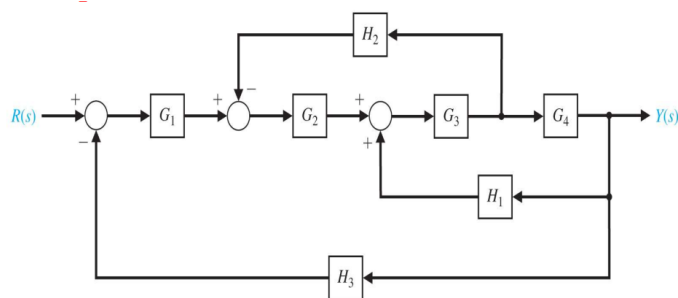 H2
R(s) + − G1 + − G2 + + G3 G4 Y(s)
H1
H3